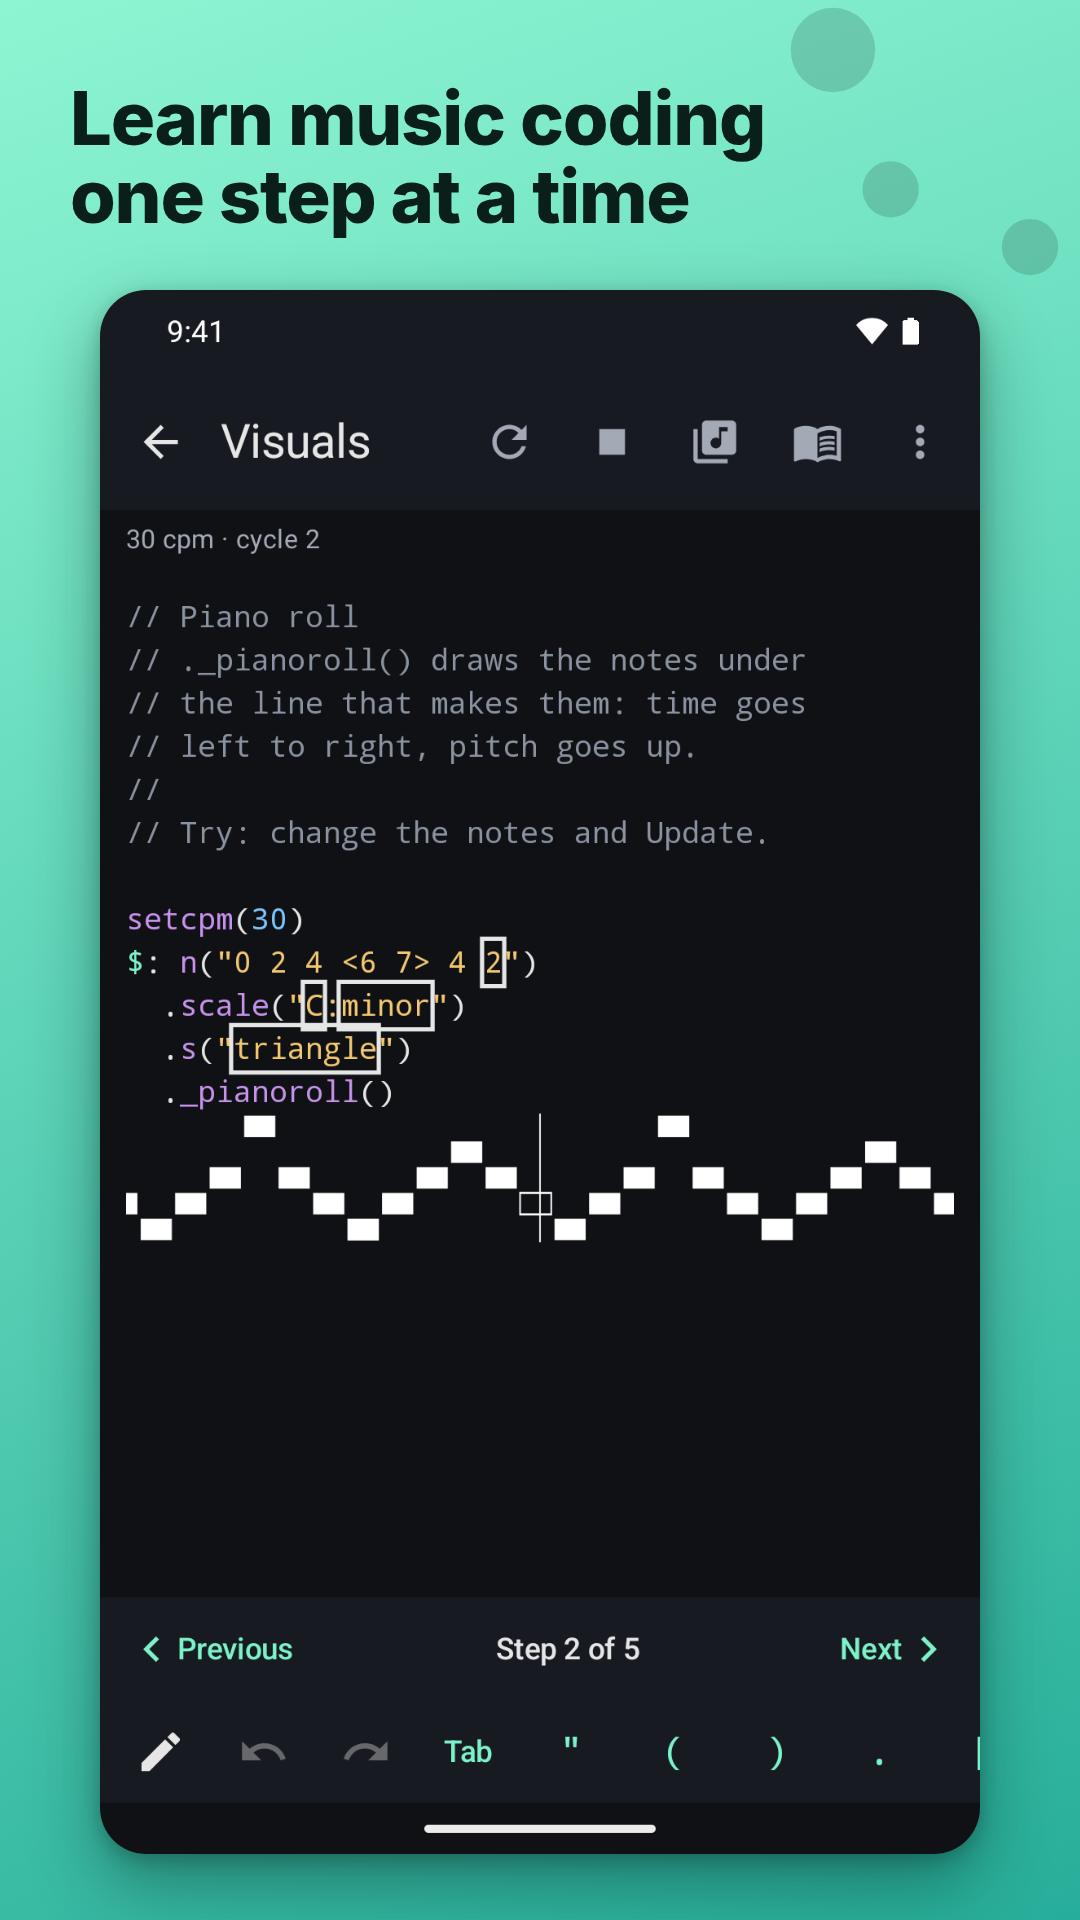 Learn music coding
one step at a time
9:41
Visuals
30 cpm · cycle 2
// Piano roll
// ._pianoroll() draws the notes under
// the line that makes them: time goes
// left to right, pitch goes up.
//
// Try: change the notes and Update.
setcpm(30)
$: n("0 2 4 <6 7> 4 2")
  .scale("C:minor")
  .s("triangle")
  ._pianoroll()
Previous
Step 2 of 5
Next
Tab " ( ) .